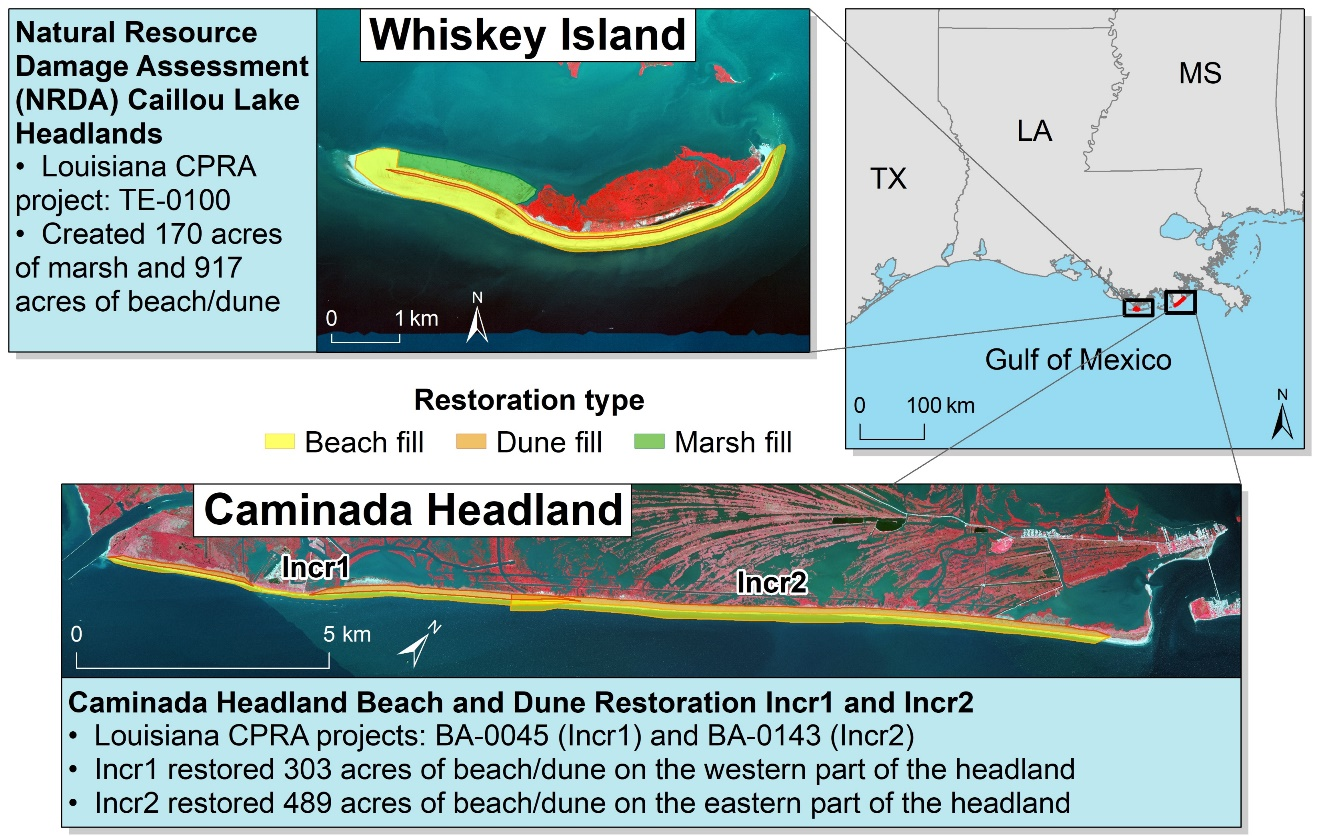 Natural Resource
Damage Assessment
(NRDA) Caillou Lake
Headlands
• Louisiana CPRA
project: TE-0100
• Created 170 acres
of marsh and 917
acres of beach/dune
Whiskey Island
0 1 km
N
MS
LA
TX
Gulf of Mexico
0 100 km
N
Restoration type
Beach fill Dune fill Marsh fill
Caminada Headland
Incr1
Incr2
0 5 km
N
Caminada Headland Beach and Dune Restoration Incr1 and Incr2
• Louisiana CPRA projects: BA-0045 (Incr1) and BA-0143 (Incr2)
• Incr1 restored 303 acres of beach/dune on the western part of the headland
• Incr2 restored 489 acres of beach/dune on the eastern part of the headland